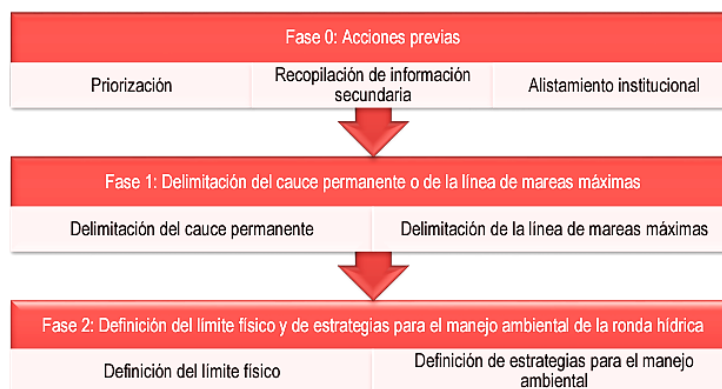 Fase 0: Acciones previas
Priorización
Recopilación de información
secundaria
Alistamiento institucional
Fase 1: Delimitación del cauce permanente o de la línea de mareas máximas
Delimitación del cauce permanente
Delimitación de la línea de mareas máximas
Fase 2: Definición del límite físico y de estrategias para el manejo ambiental de la ronda hídrica
Definición del límite físico
Definición de estrategias para el manejo
ambiental